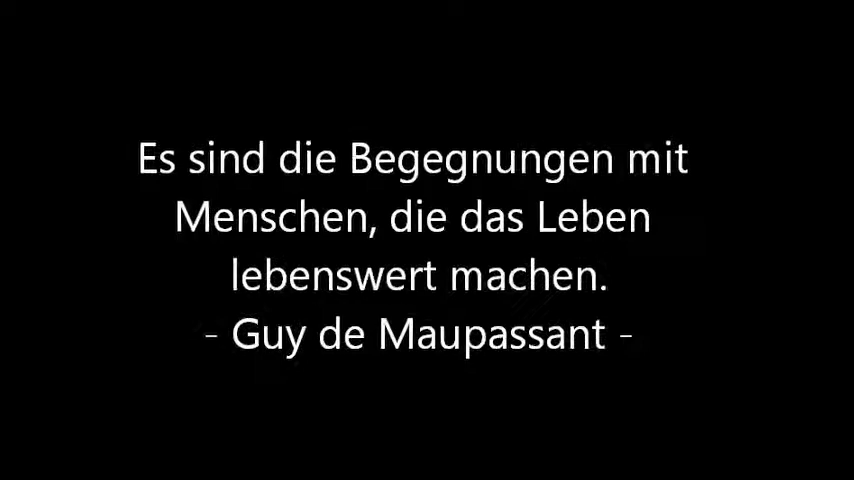 Es sind die Begegnungen mit
Menschen, die das Leben
lebenswert machen.
- Guy de Maupassant -